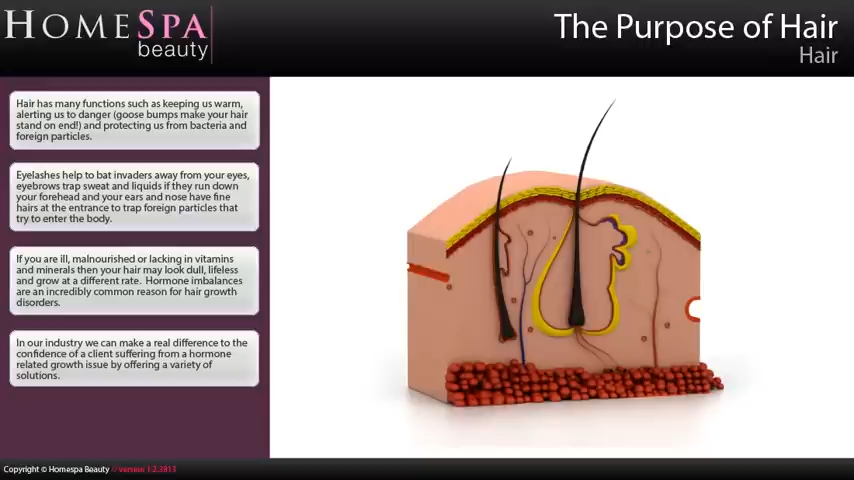 HOMESPA
beauty
The Purpose of Hair
Hair
Hair has many functions such as keeping us warm,
alerting us to danger (goose bumps make your hair
stand on end!) and protecting us from bacteria and
foreign particles.
Eyelashes help to bat invaders away from your eyes,
eyebrows trap sweat and liquids if they run down
your forehead and your ears and nose have fine
hairs at the entrance to trap foreign particles that
try to enter the body.
If you are ill, malnourished or lacking in vitamins
and minerals then your hair may look dull, lifeless
and grow at a different rate. Hormone imbalances
are an incredibly common reason for hair growth
disorders.
In our industry we can make a real difference to the
confidence of a client suffering from a hormone
related growth issue by offering a variety of
solutions.
Copyright © Homespa Beauty // version 1.2.3813